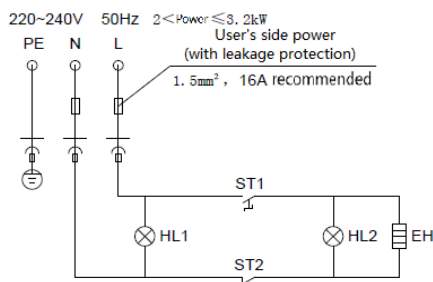 220~240V 50Hz 2<Power≤3.2kW
PE N L
User's side power
(with leakage protection)
1.5mm², 16A recommended
ST1
HL1
HL2
EH
ST2